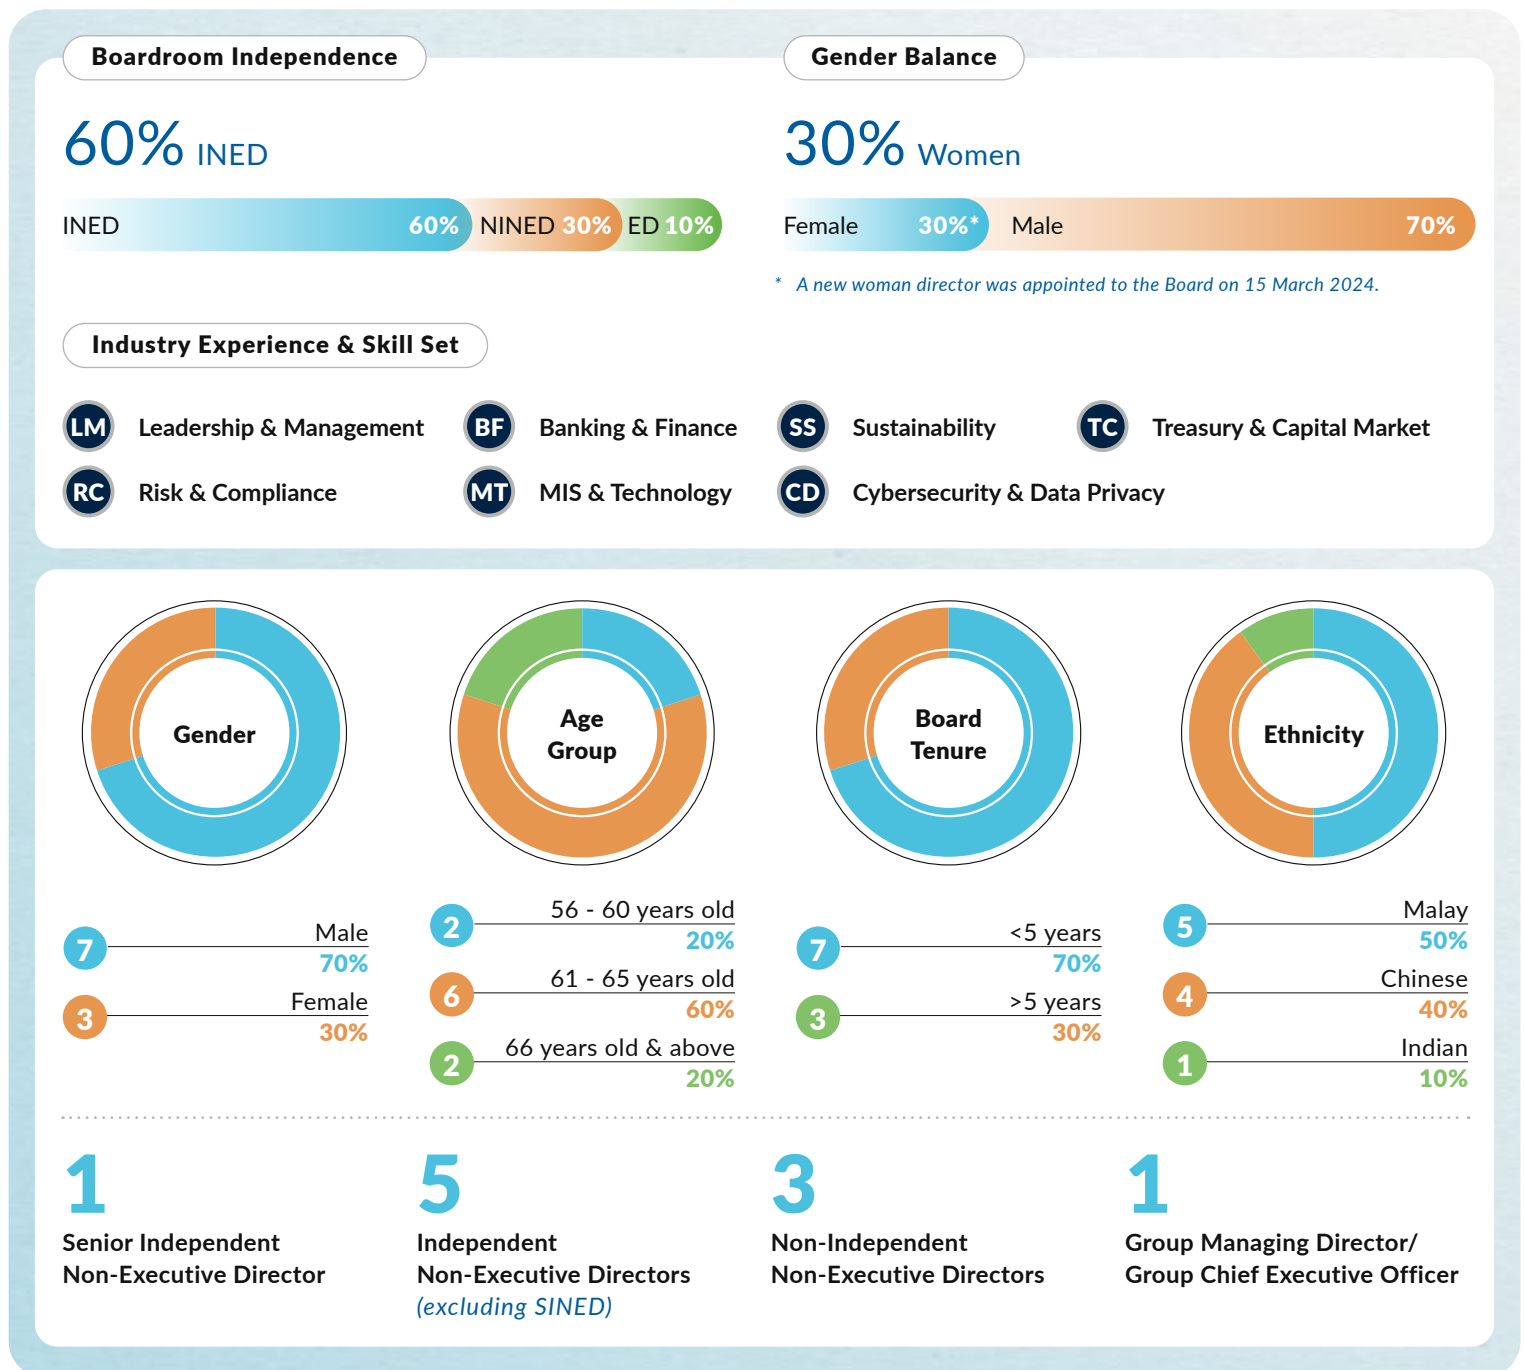 Boardroom Independence
60% INED
INED 60% NINED 30% ED 10%
Gender Balance
30% Women
Female 30%* Male 70%
* A new woman director was appointed to the Board on 15 March 2024.
Industry Experience & Skill Set
LM Leadership & Management
BF Banking & Finance
SS Sustainability
TC Treasury & Capital Market
RC Risk & Compliance
MT MIS & Technology
CD Cybersecurity & Data Privacy
Gender
7 Male
70%
3 Female
30%
Age
Group
2 56 - 60 years old
20%
6 61 - 65 years old
60%
2 66 years old & above
20%
Board
Tenure
7 <5 years
70%
3 >5 years
30%
Ethnicity
5 Malay
50%
4 Chinese
40%
1 Indian
10%
1
Senior Independent
Non-Executive Director
5
Independent
Non-Executive Directors
(excluding SINED)
3
Non-Independent
Non-Executive Directors
1
Group Managing Director/
Group Chief Executive Officer